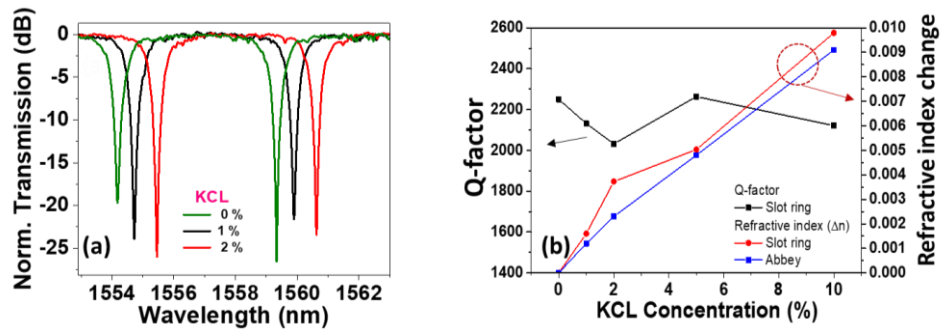 Norm. Transmission (dB)
0
-5
-10
-15
-20
-25
KCL
0 %
1 %
2 %
(a)
1554 1556 1558 1560 1562
Wavelength (nm)
Q-factor
2600
2400
2200
2000
1800
1600
1400
Q-factor
Slot ring
Refractive index (Δn)
Slot ring
Abbey
(b)
0 2 4 6 8 10
KCL Concentration (%)
0.010
0.009
0.008
0.007
0.006
0.005
0.004
0.003
0.002
0.001
0.000
Refractive index change